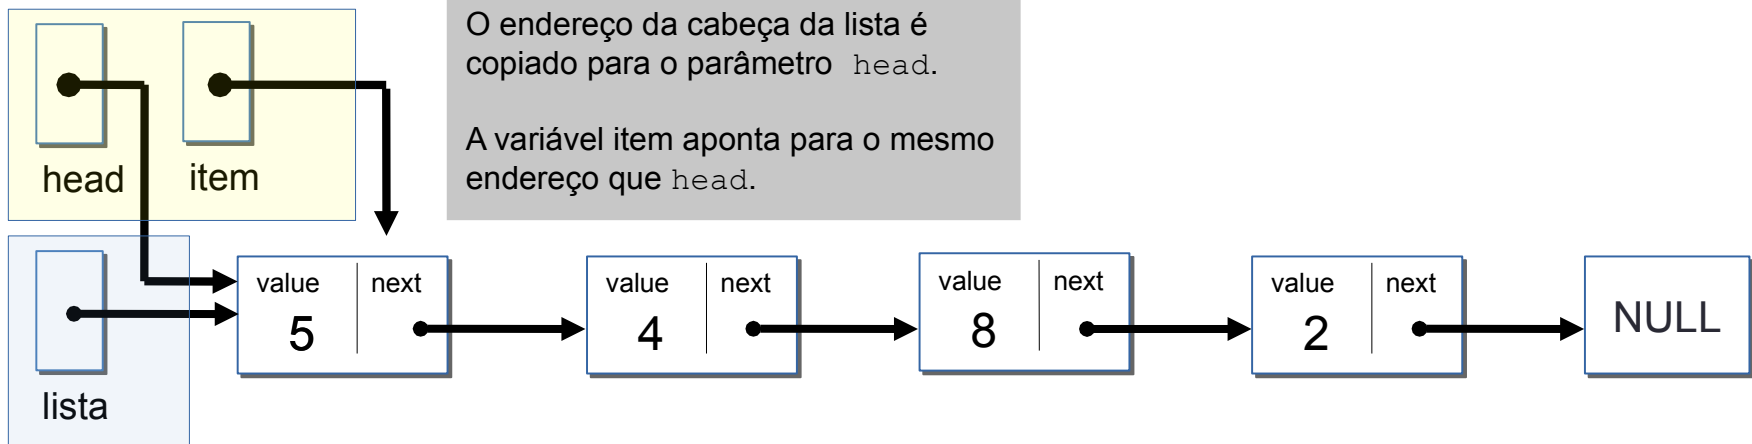 O endereço da cabeça da lista é
copiado para o parâmetro head.
A variável item aponta para o mesmo
endereço que head.
head
item
value next
5
value next
4
value next
8
value next
2
NULL
lista